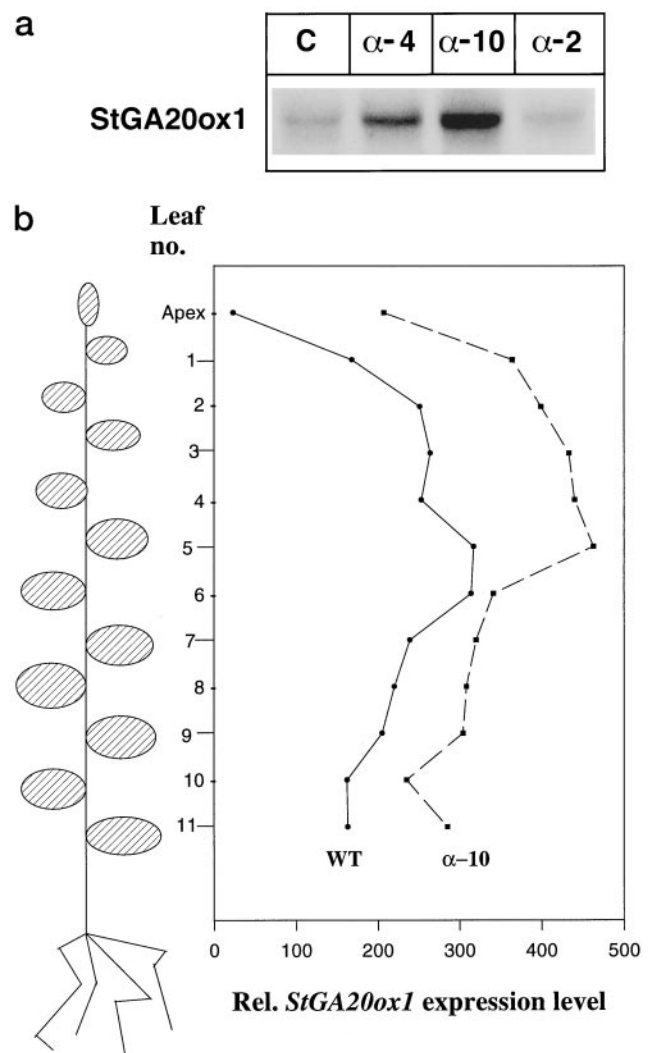 a
C α-4 α-10 α-2
StGA20ox1
b
Leaf
no.
Apex
1
2
3
4
5
6
7
8
9
10
11
WT α-10
0 100 200 300 400 500
Rel. StGA20ox1 expression level